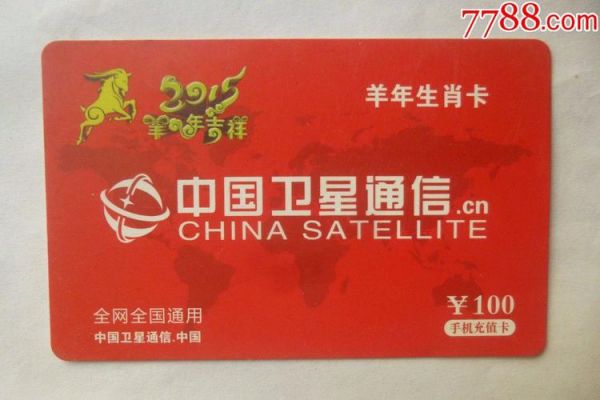 7788.com
2015
羊年吉祥
羊年生肖卡
中国卫星通信.cn
CHINA SATELLITE
全网全国通用
中国卫星通信.中国
￥100
手机充值卡